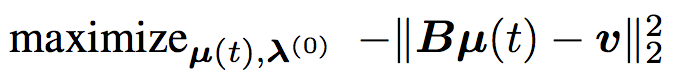 maximize_{𝝁(t),𝝀^{(0)}} −‖𝑩𝝁(t) − 𝒗‖_2^2